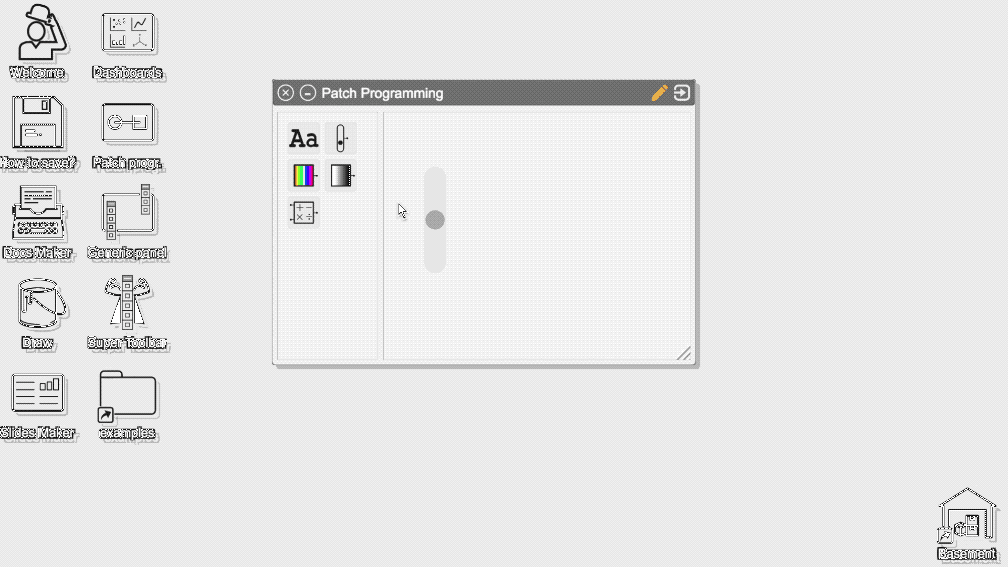 Welcome
Dashboards
How to save?
Patch progr.
Docs Maker
Generic panel
Draw
Super Toolbar
Slides Maker
examples
Patch Programming
Aa
Basement